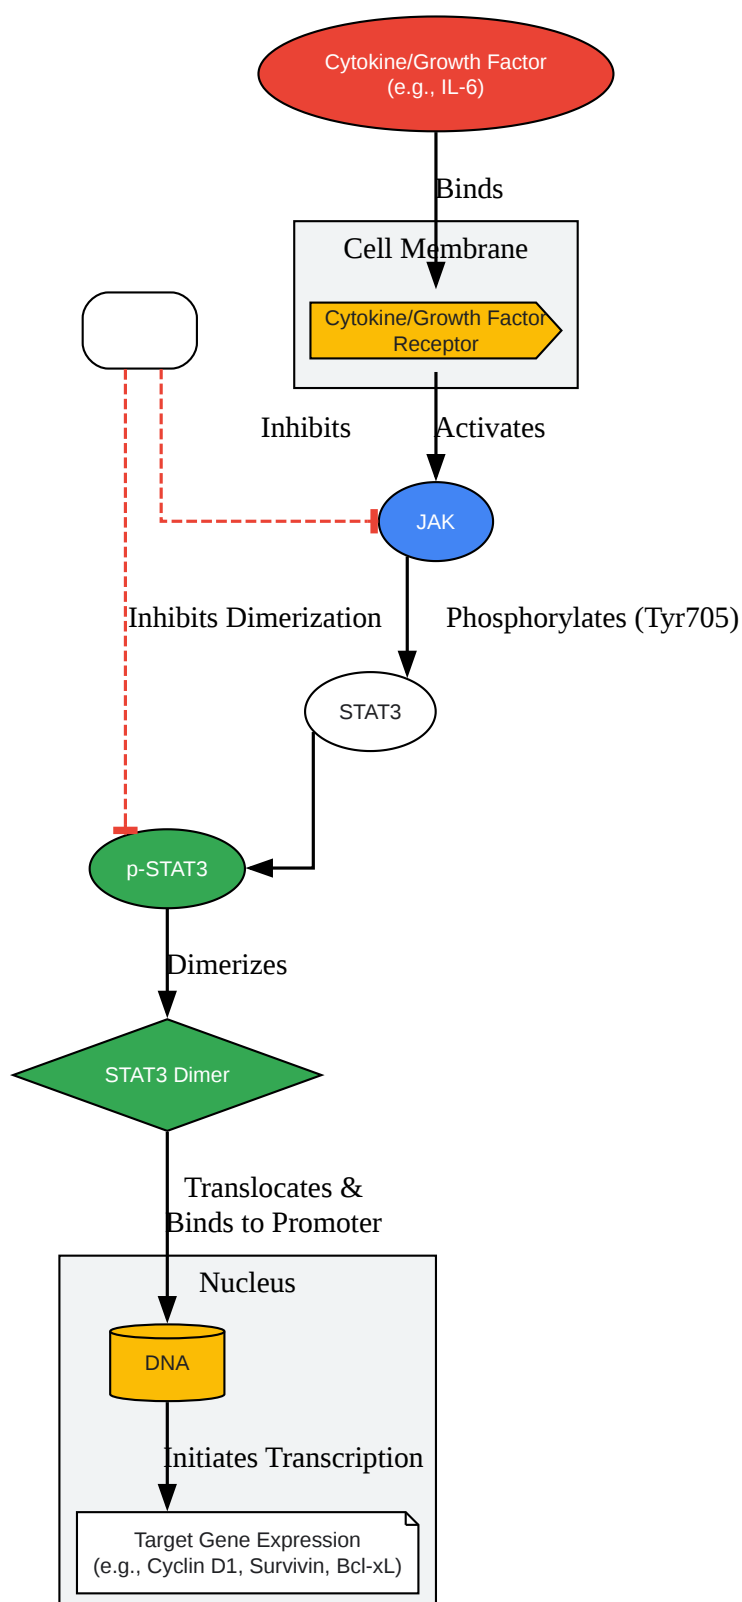 Cytokine/Growth Factor
(e.g., IL-6)
Binds
Cell Membrane
Cytokine/Growth Factor
Receptor
Inhibits
Activates
JAK
Inhibits Dimerization
Phosphorylates (Tyr705)
STAT3
p-STAT3
Dimerizes
STAT3 Dimer
Translocates &
Binds to Promoter
Nucleus
DNA
Initiates Transcription
Target Gene Expression
(e.g., Cyclin D1, Survivin, Bcl-xL)